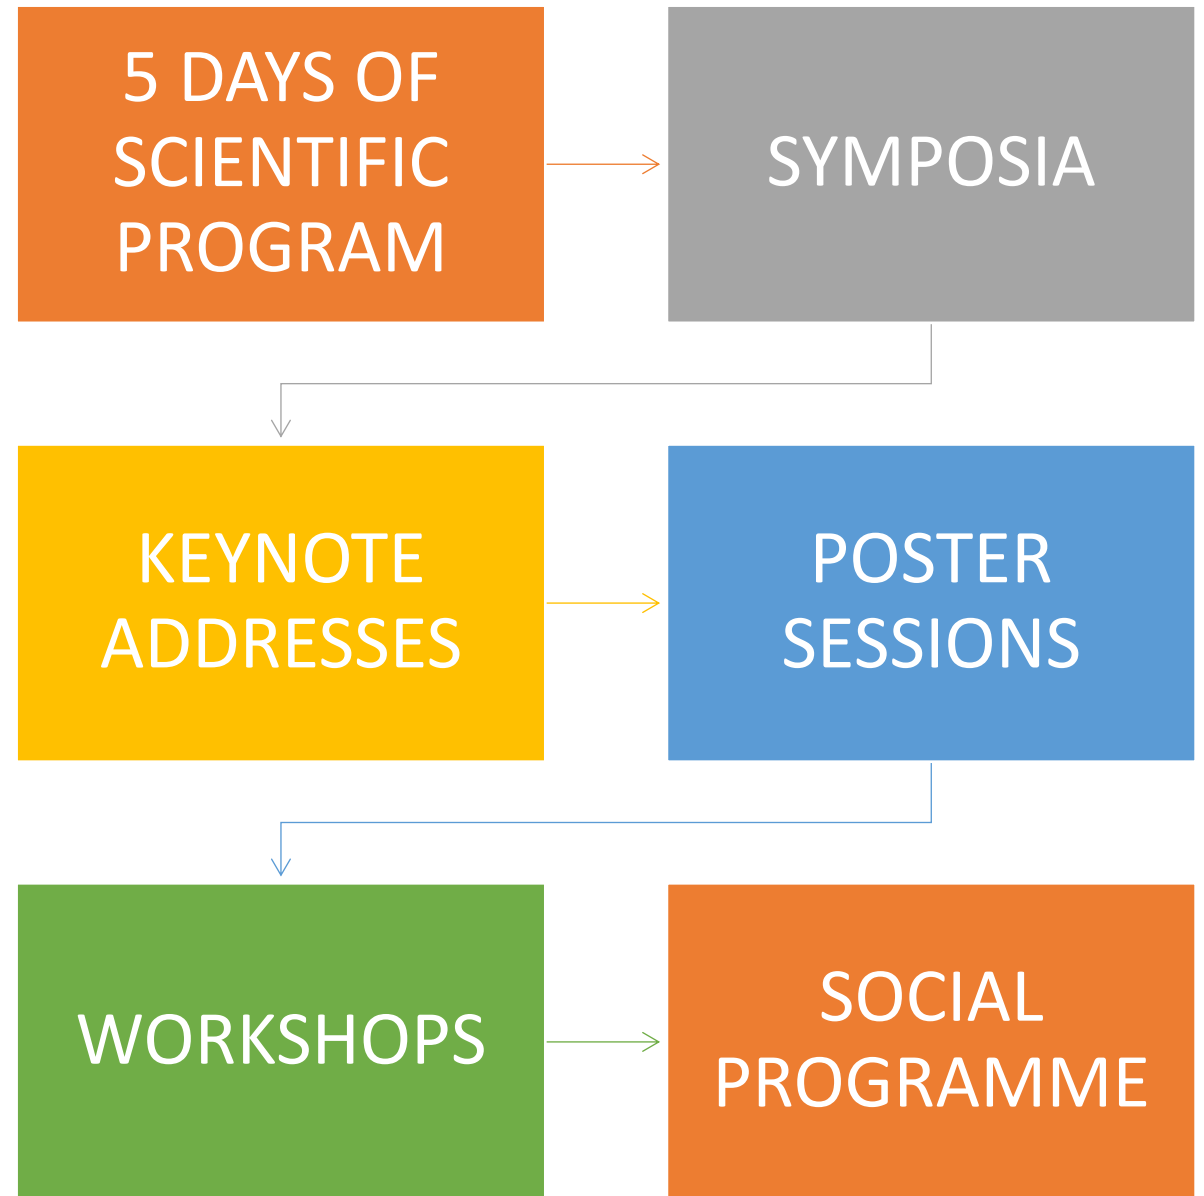 5 DAYS OF
SCIENTIFIC
PROGRAM
SYMPOSIA
KEYNOTE
ADDRESSES
POSTER
SESSIONS
WORKSHOPS
SOCIAL
PROGRAMME